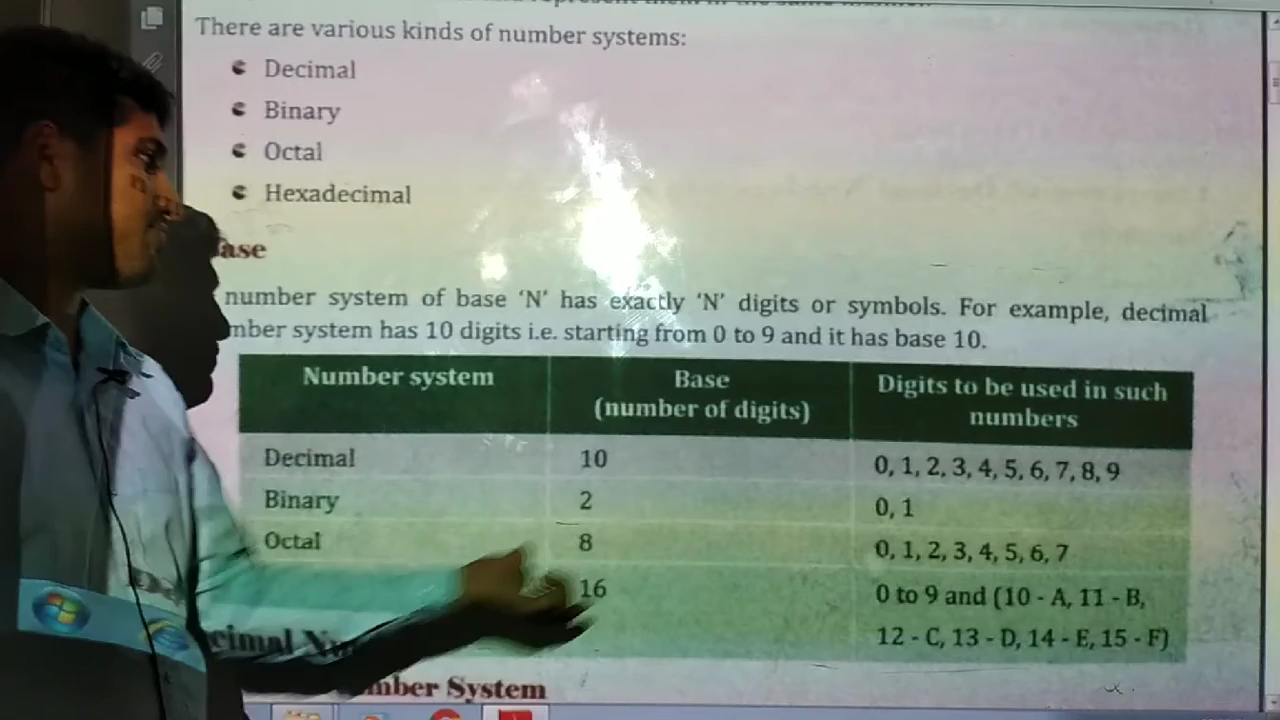 There are various kinds of number systems:
Decimal
Binary
Octal
Hexadecimal
ase
number system of base ‘N’ has exactly ‘N’ digits or symbols. For example, decimal
mber system has 10 digits i.e. starting from 0 to 9 and it has base 10.
Number system Base (number of digits) Digits to be used in such numbers
Decimal 10 0, 1, 2, 3, 4, 5, 6, 7, 8, 9
Binary 2 0, 1
Octal 8 0, 1, 2, 3, 4, 5, 6, 7
16 0 to 9 and (10 - A, 11 - B,
12 - C, 13 - D, 14 - E, 15 - F)
cimal Nu
mber System